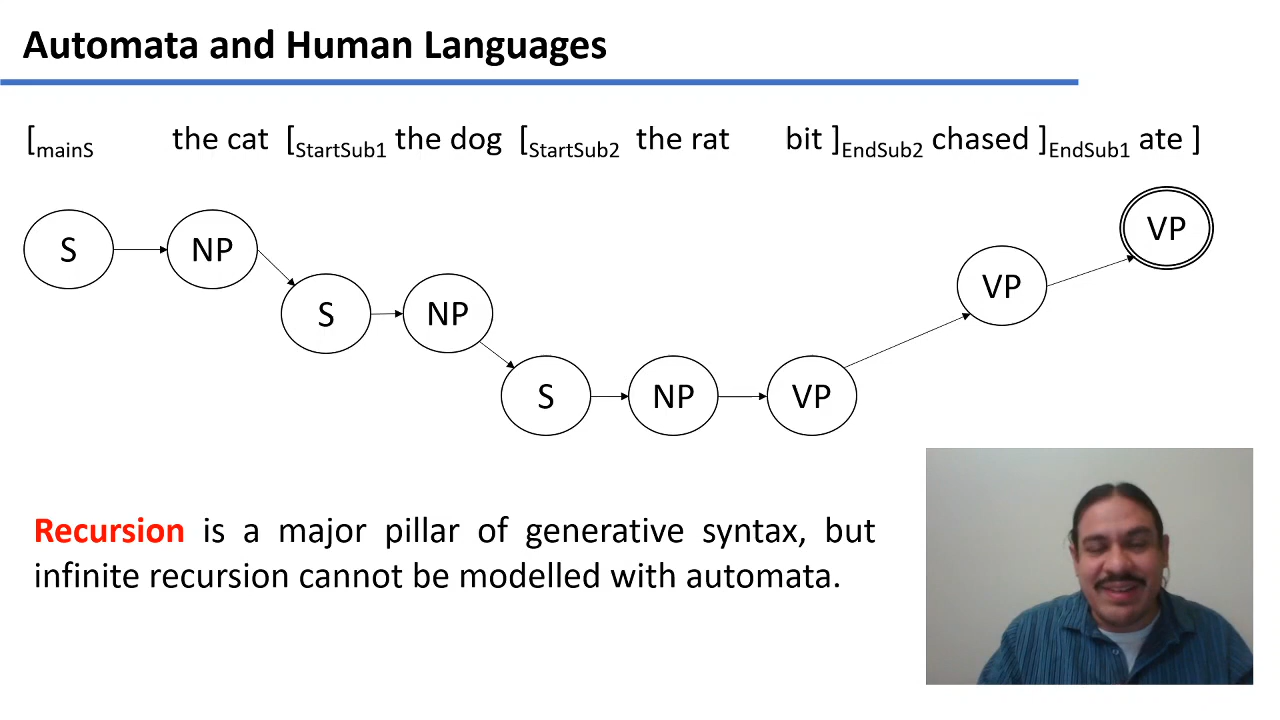 Automata and Human Languages
[mainS the cat [StartSub1 the dog [StartSub2 the rat bit ]EndSub2 chased ]EndSub1 ate ]
VP
S NP
VP
S NP
S NP VP
Recursion is a major pillar of generative syntax, but
infinite recursion cannot be modelled with automata.